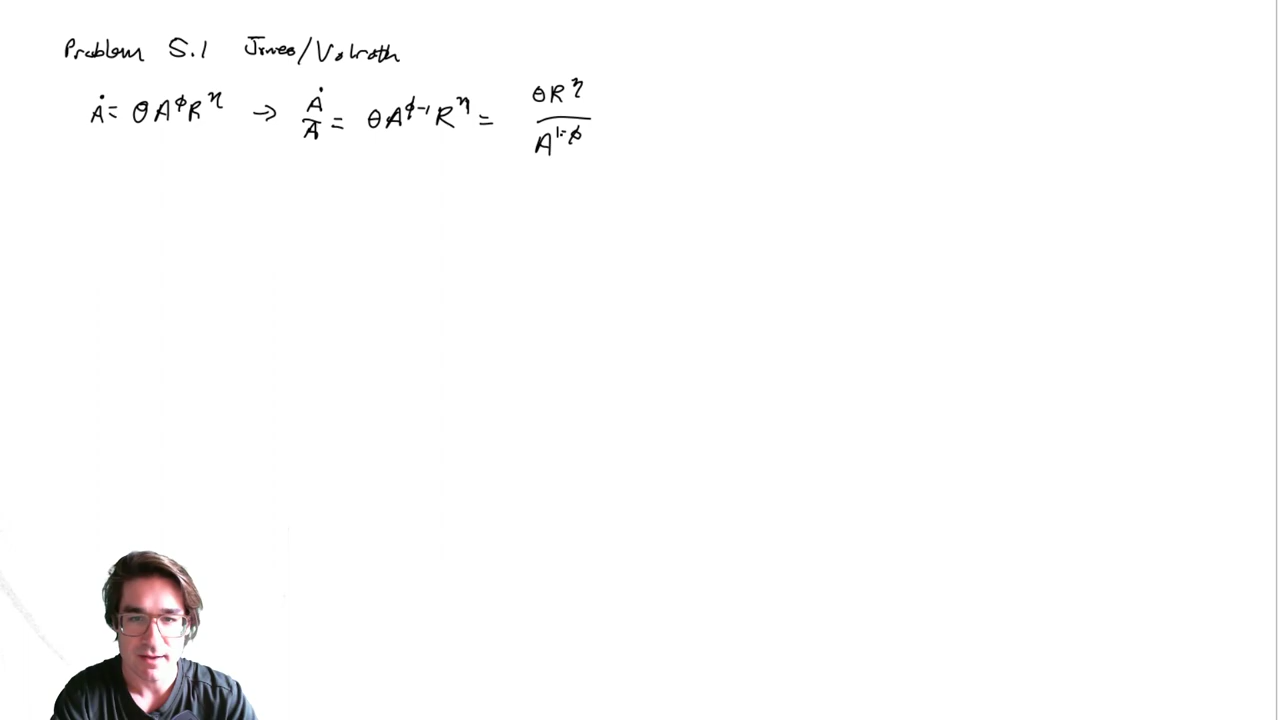 Problem 5.1 Jones/Vollrath
Ȧ = θA^ϕR^η → Ȧ/A = θA^{ϕ-1}R^η = θR^η/A^{1-ϕ}